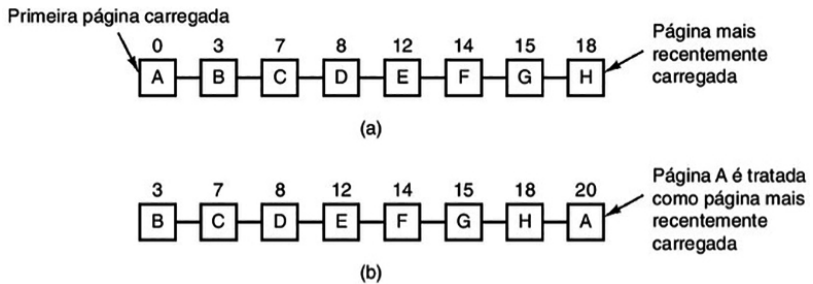 Primeira página carregada
0 3 7 8 12 14 15 18
A B C D E F G H
Página mais
recentemente
carregada
(a)
3 7 8 12 14 15 18 20
B C D E F G H A
Página A é tratada
como página mais
recentemente
carregada
(b)